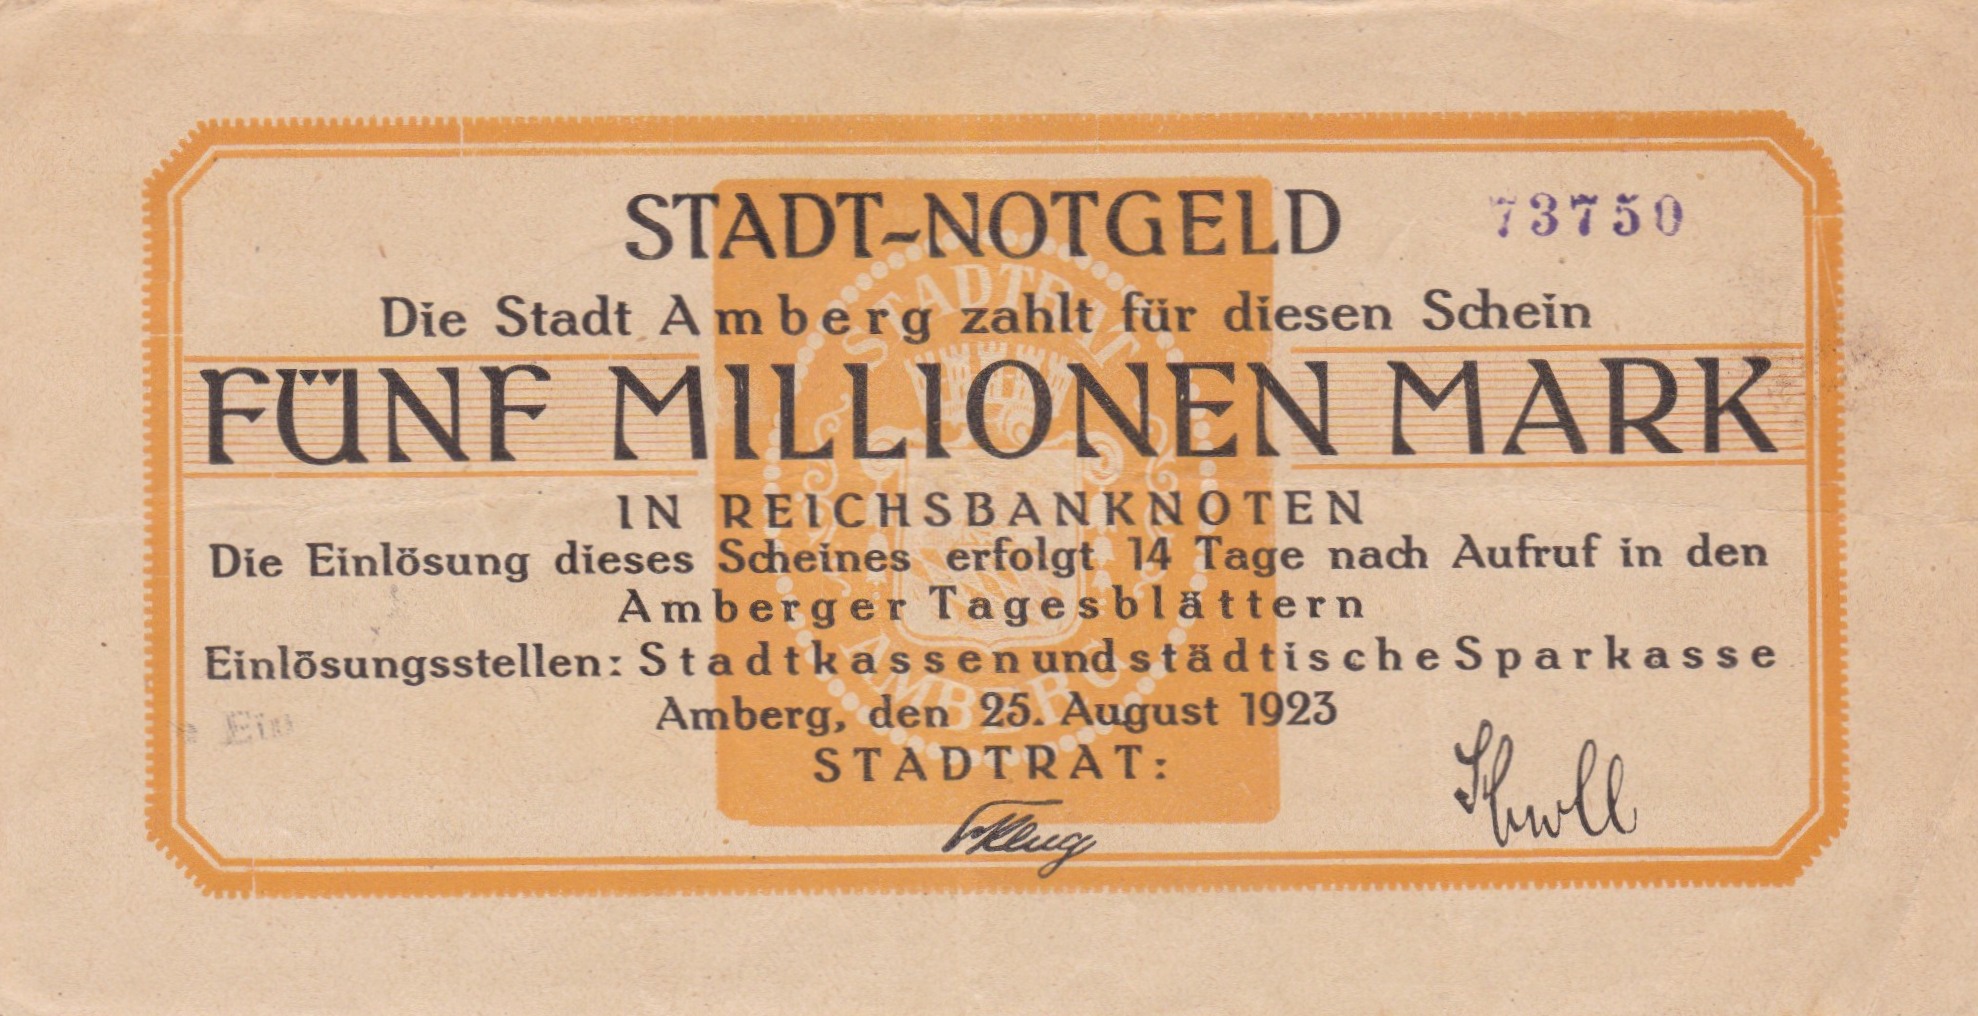 STADT-NOTGELD
73750
Die Stadt Amberg zahlt für diesen Schein
FÜNF MILLIONEN MARK
IN REICHSBANKNOTEN
Die Einlösung dieses Scheines erfolgt 14 Tage nach Aufruf in den
Amberger Tagesblättern
Einlösungsstellen: Stadtkassen und städtische Sparkasse
Amberg, den 25. August 1923
STADTRAT:
STADTRAT
AMBERG